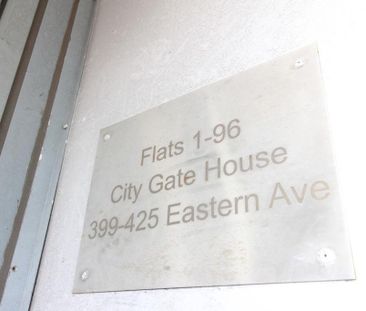 Flats 1-96
City Gate House
399-425 Eastern Ave